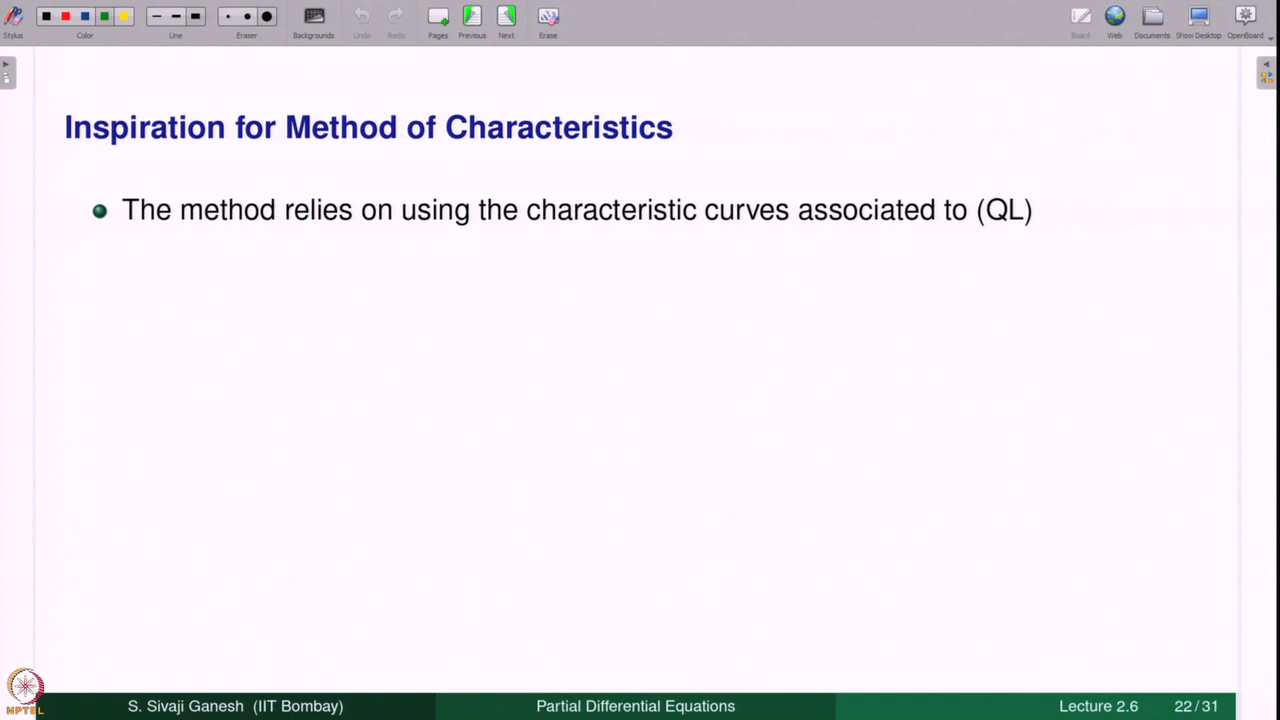 Stylus
Color
Line
Eraser
Backgrounds
Undo
Redo
Pages
Previous
Next
Erase
Board
Web
Documents
Show Desktop
OpenBoard
Inspiration for Method of Characteristics
The method relies on using the characteristic curves associated to (QL)
NPTEL
S. Sivaji Ganesh (IIT Bombay)
Partial Differential Equations
Lecture 2.6
22/31